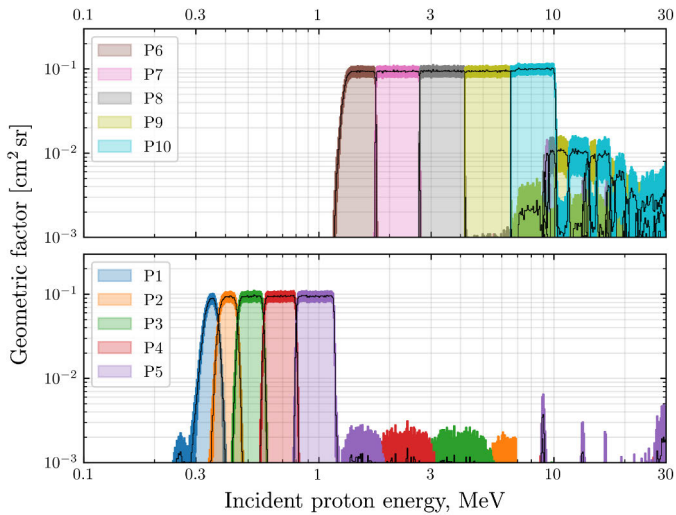 0.1 0.3 1 3 10 30
P6
P7
P8
P9
P10
10⁻¹
10⁻²
10⁻³
P1
P2
P3
P4
P5
10⁻¹
10⁻²
10⁻³
Geometric factor [cm² sr]
0.1 0.3 1 3 10 30
Incident proton energy, MeV